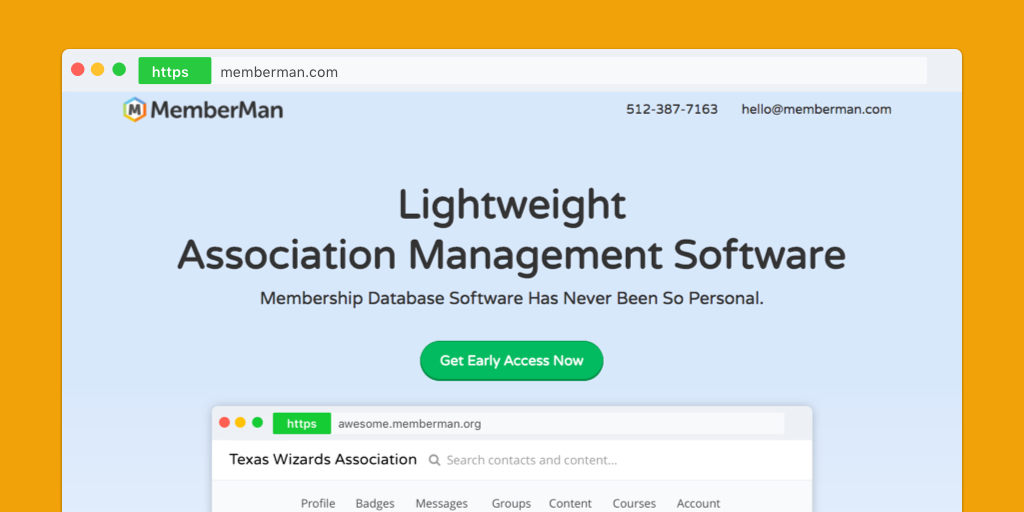 https memberman.com
M MemberMan 512-387-7163 hello@memberman.com
Lightweight
Association Management Software
Membership Database Software Has Never Been So Personal.
Get Early Access Now
https awesome.memberman.org
Texas Wizards Association Search contacts and content...
Profile Badges Messages Groups Content Courses Account